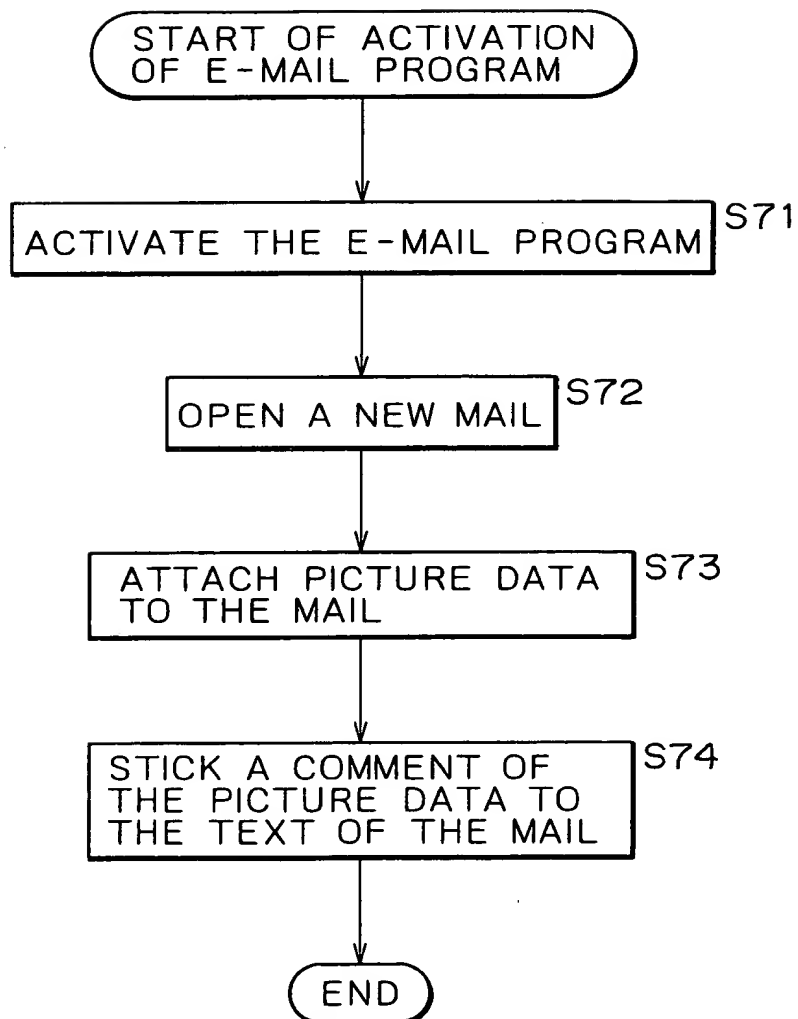 START OF ACTIVATION
OF E-MAIL PROGRAM
S71
ACTIVATE THE E-MAIL PROGRAM
S72
OPEN A NEW MAIL
S73
ATTACH PICTURE DATA
TO THE MAIL
S74
STICK A COMMENT OF
THE PICTURE DATA TO
THE TEXT OF THE MAIL
END